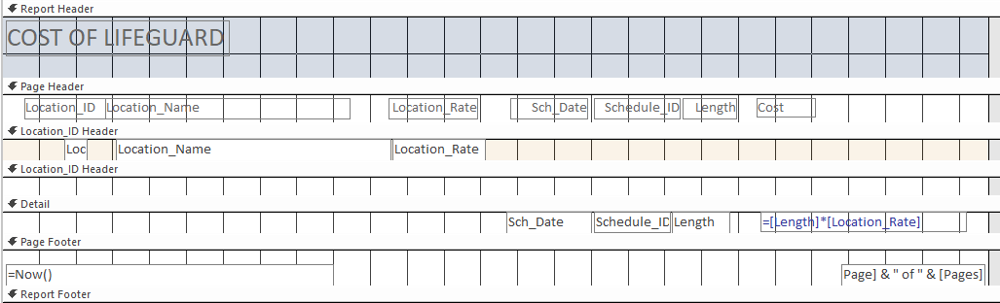 Report Header
COST OF LIFEGUARD
Page Header
Location_ID Location_Name Location_Rate Sch_Date Schedule_ID Length Cost
Location_ID Header
Loc Location_Name Location_Rate
Location_ID Header
Detail
Sch_Date Schedule_ID Length =[Length]*[Location_Rate]
Page Footer
=Now() Page] & " of " & [Pages]
Report Footer